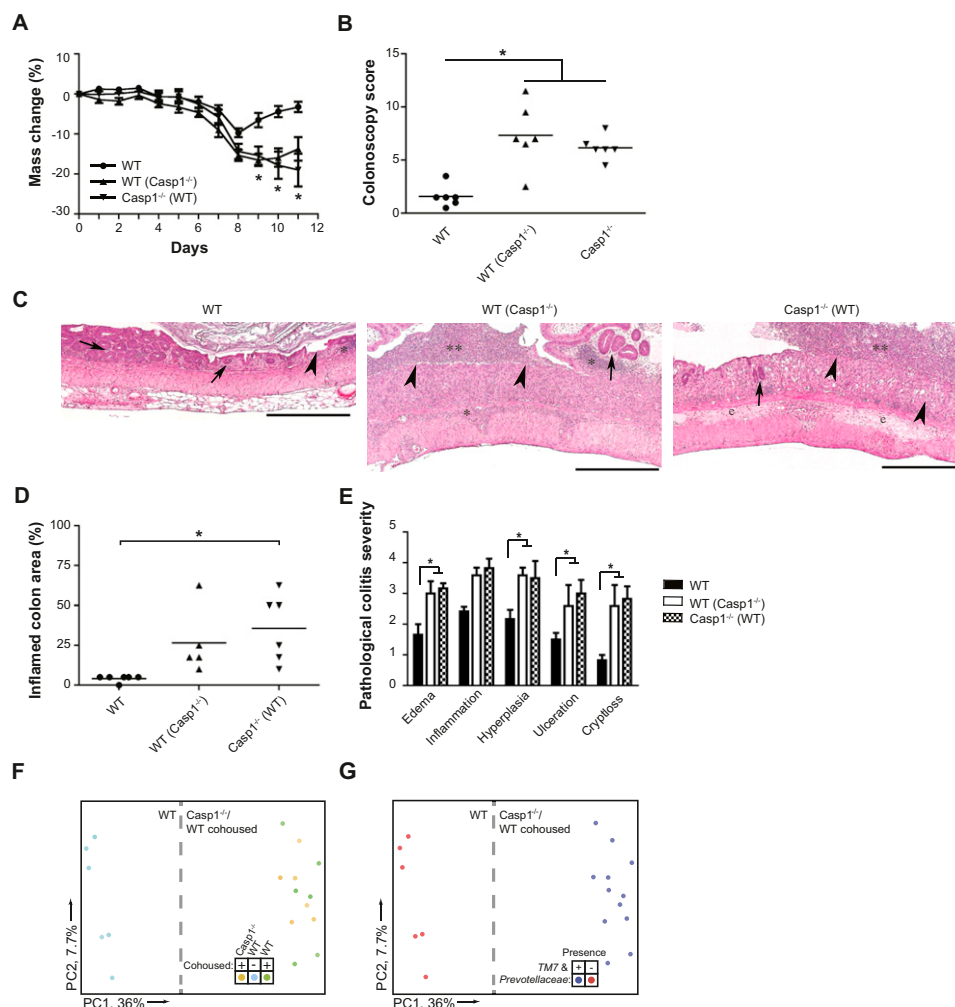 A
Mass change (%)
10
0
-10
-20
-30
WT
WT (Casp1-/-)
Casp1-/- (WT)
*
*
*
0 2 4 6 8 10 12
Days
B
Colonoscopy score
15
10
5
0
*
WT
WT (Casp1-/-)
Casp1-/-
C
WT
WT (Casp1-/-)
Casp1-/- (WT)
*
**
*
*
**
e
e
D
Inflamed colon area (%)
100
75
50
25
0
*
WT
WT (Casp1-/-)
Casp1-/- (WT)
E
Pathological colitis severity
5
4
3
2
1
0
* * * *
Edema
Inflammation
Hyperplasia
Ulceration
Cryptloss
WT
WT (Casp1-/-)
Casp1-/- (WT)
F
WT
Casp1-/-/
WT cohoused
PC2, 7.7%
PC1, 36%
Casp1-/-
WT
WT
Cohoused: + - +
G
WT
Casp1-/-/
WT cohoused
PC2, 7.7%
PC1, 36%
Presence
TM7 & + -
Prevotellaceae: